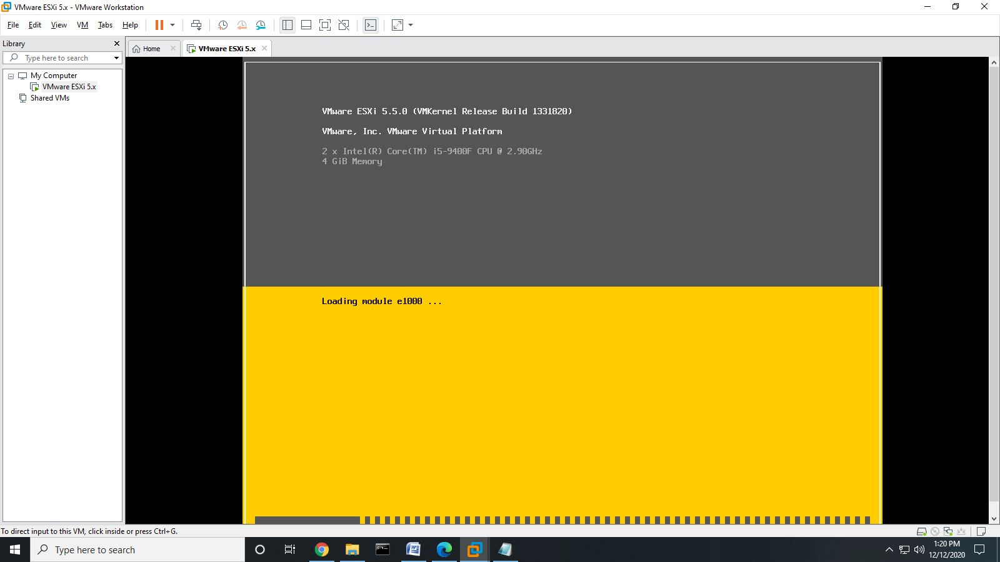 VMware ESXi 5.x - VMware Workstation
File Edit View VM Tabs Help
Library
Type here to search
My Computer
VMware ESXi 5.x
Shared VMs
Home
VMware ESXi 5.x
VMware ESXi 5.5.0 (VMKernel Release Build 1331820)
VMware, Inc. VMware Virtual Platform
2 x Intel(R) Core(TM) i5-9400F CPU @ 2.90GHz
4 GiB Memory
Loading module e1000 ...
To direct input to this VM, click inside or press Ctrl+G.
Type here to search
1:20 PM
12/12/2020